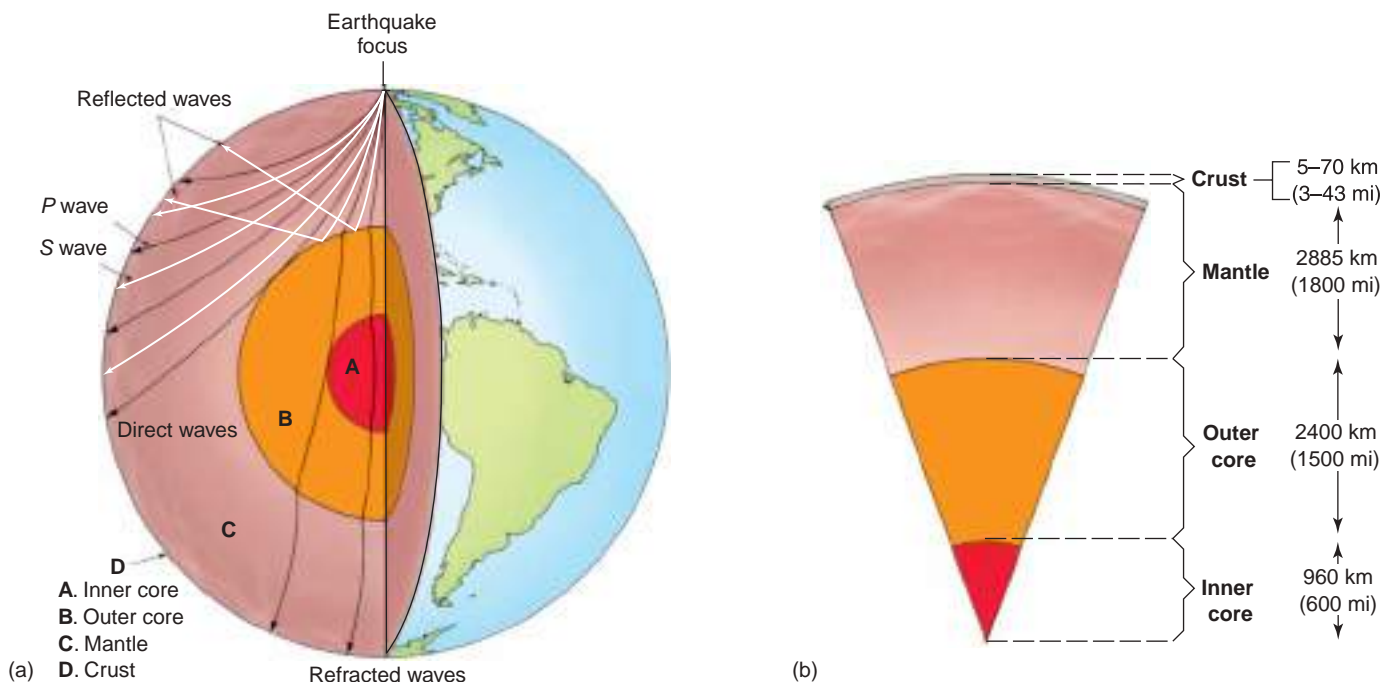 Earthquake
focus
Reflected waves
P wave
S wave
A
B
Direct waves
C
D
A. Inner core
B. Outer core
C. Mantle
D. Crust
(a)
Refracted waves
Crust
5–70 km
(3–43 mi)
Mantle
2885 km
(1800 mi)
Outer
core
2400 km
(1500 mi)
Inner
core
960 km
(600 mi)
(b)